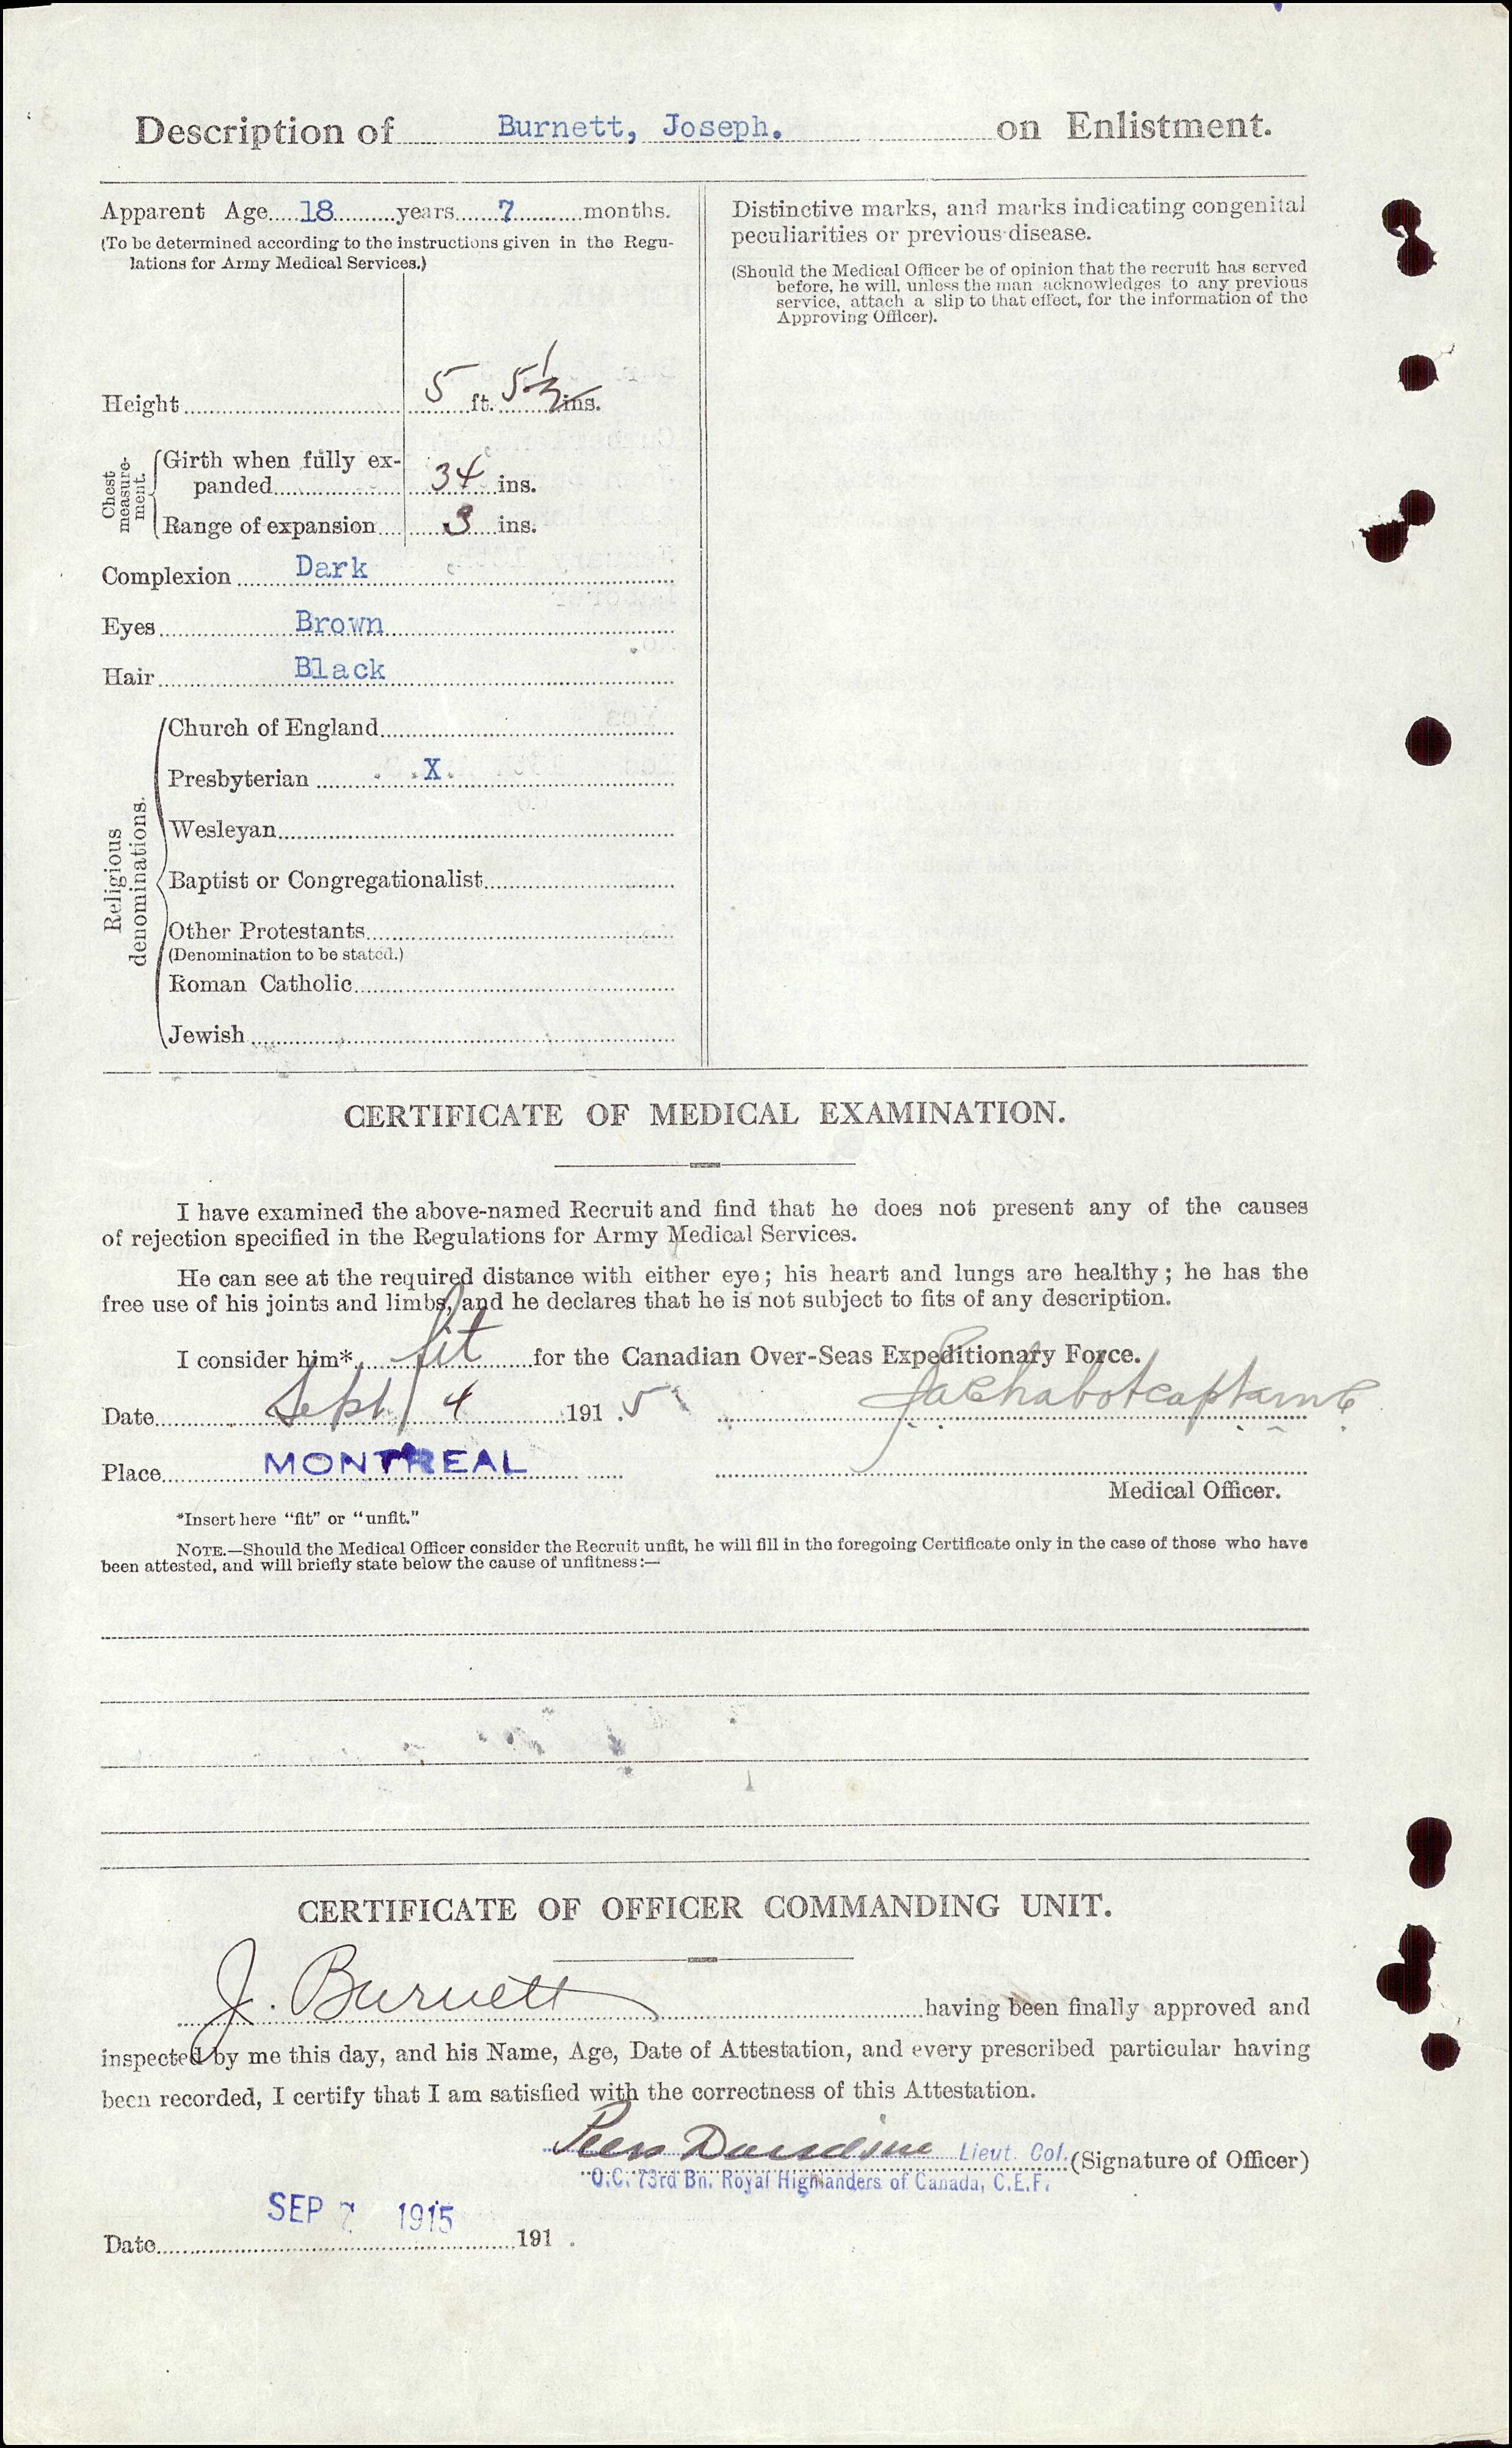 Description of Burnett, Joseph. on Enlistment.
Apparent Age 18 years 7 months.
(To be determined according to the instructions given in the Regu-
lations for Army Medical Services.)
Height 5 ft. 5½ ins.
Chest measure-ment.
Girth when fully ex-
panded 34 ins.
Range of expansion 3 ins.
Complexion Dark
Eyes Brown
Hair Black
Religious denominations.
Church of England
Presbyterian X
Wesleyan
Baptist or Congregationalist
Other Protestants
(Denomination to be stated.)
Roman Catholic
Jewish
Distinctive marks, and marks indicating congenital
peculiarities or previous disease.
(Should the Medical Officer be of opinion that the recruit has served
before, he will, unless the man acknowledges to any previous
service, attach a slip to that effect, for the information of the
Approving Officer).
CERTIFICATE OF MEDICAL EXAMINATION.
I have examined the above-named Recruit and find that he does not present any of the causes
of rejection specified in the Regulations for Army Medical Services.
He can see at the required distance with either eye; his heart and lungs are healthy; he has the
free use of his joints and limbs, and he declares that he is not subject to fits of any description.
I consider him* fit for the Canadian Over-Seas Expeditionary Force.
Date Sept 4 1915 JaChabot capt amc
Place MONTREAL
Medical Officer.
*Insert here "fit" or "unfit."
NOTE.—Should the Medical Officer consider the Recruit unfit, he will fill in the foregoing Certificate only in the case of those who have
been attested, and will briefly state below the cause of unfitness:—
CERTIFICATE OF OFFICER COMMANDING UNIT.
J. Burnett having been finally approved and
inspected by me this day, and his Name, Age, Date of Attestation, and every prescribed particular having
been recorded, I certify that I am satisfied with the correctness of this Attestation.
Peers Davidson Lieut. Col. (Signature of Officer)
O.C. 73rd Bn. Royal Highlanders of Canada, C.E.F.
SEP 7 1915
Date 191 .